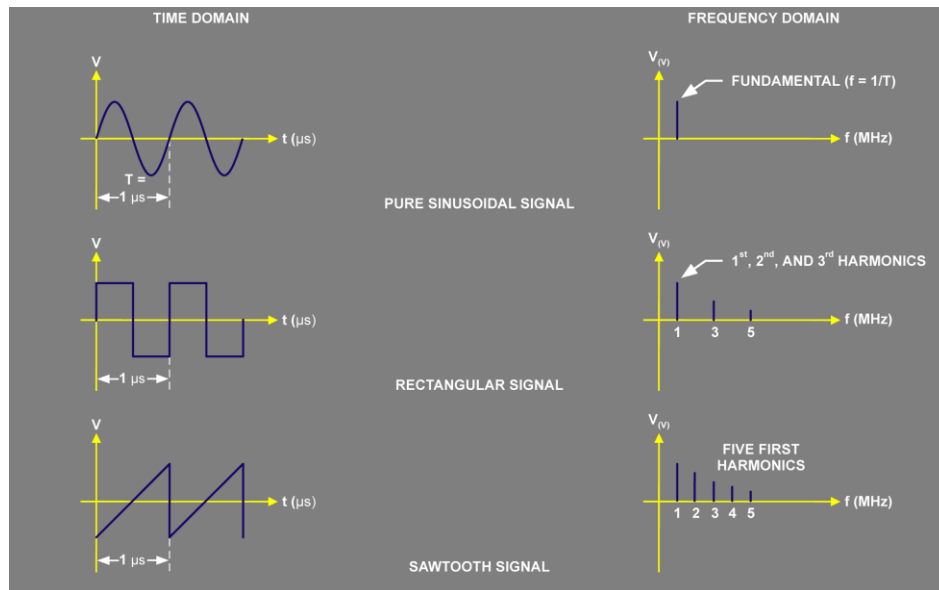 TIME DOMAIN
FREQUENCY DOMAIN
V
t (µs)
T =
1 µs
V(V)
FUNDAMENTAL (f = 1/T)
f (MHz)
PURE SINUSOIDAL SIGNAL
V
t (µs)
1 µs
V(V)
1st, 2nd, AND 3rd HARMONICS
f (MHz)
1 3 5
RECTANGULAR SIGNAL
V
t (µs)
1 µs
V(V)
FIVE FIRST
HARMONICS
f (MHz)
1 2 3 4 5
SAWTOOTH SIGNAL